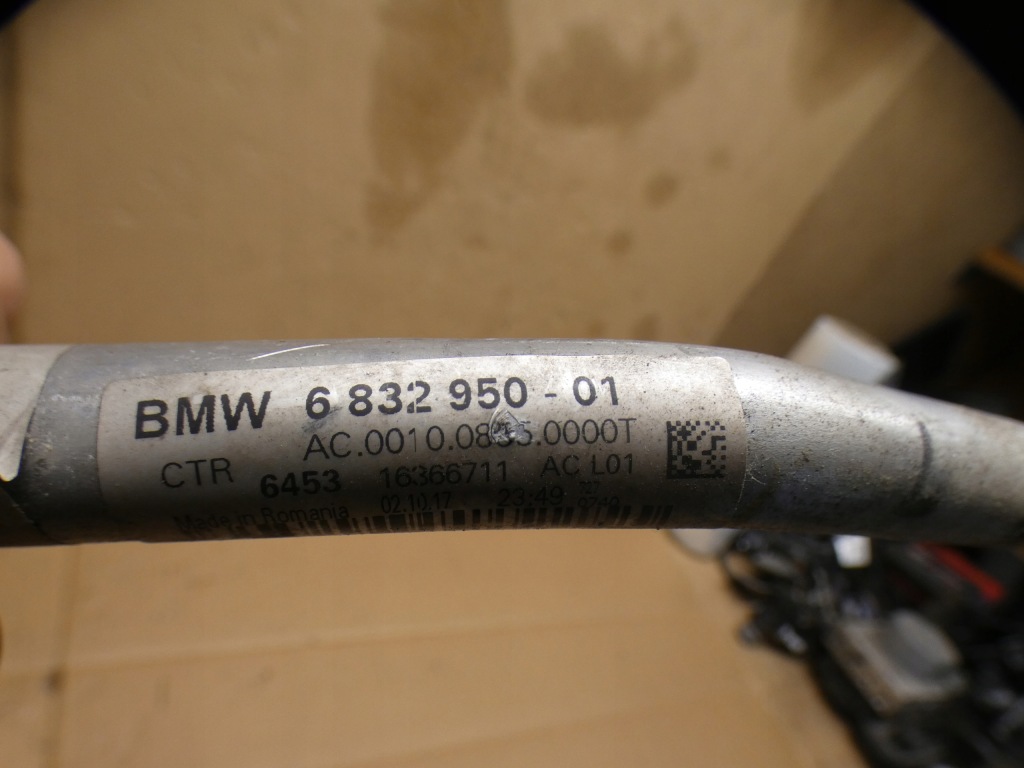 BMW 6 832 950 - 01
CTR 6453 16366711 AC L01
Made in Romania 02.10.17 23:49